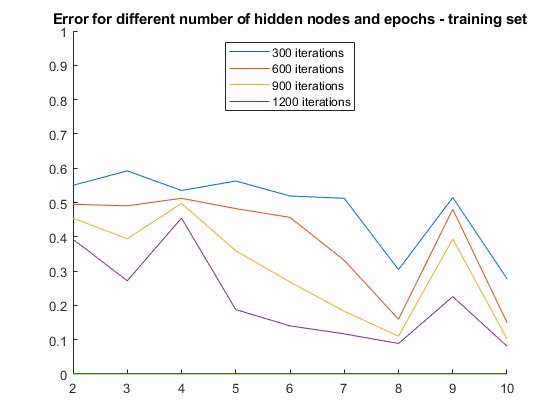 Error for different number of hidden nodes and epochs - training set
1
0.9
0.8
0.7
0.6
0.5
0.4
0.3
0.2
0.1
0
300 iterations
600 iterations
900 iterations
1200 iterations
2 3 4 5 6 7 8 9 10